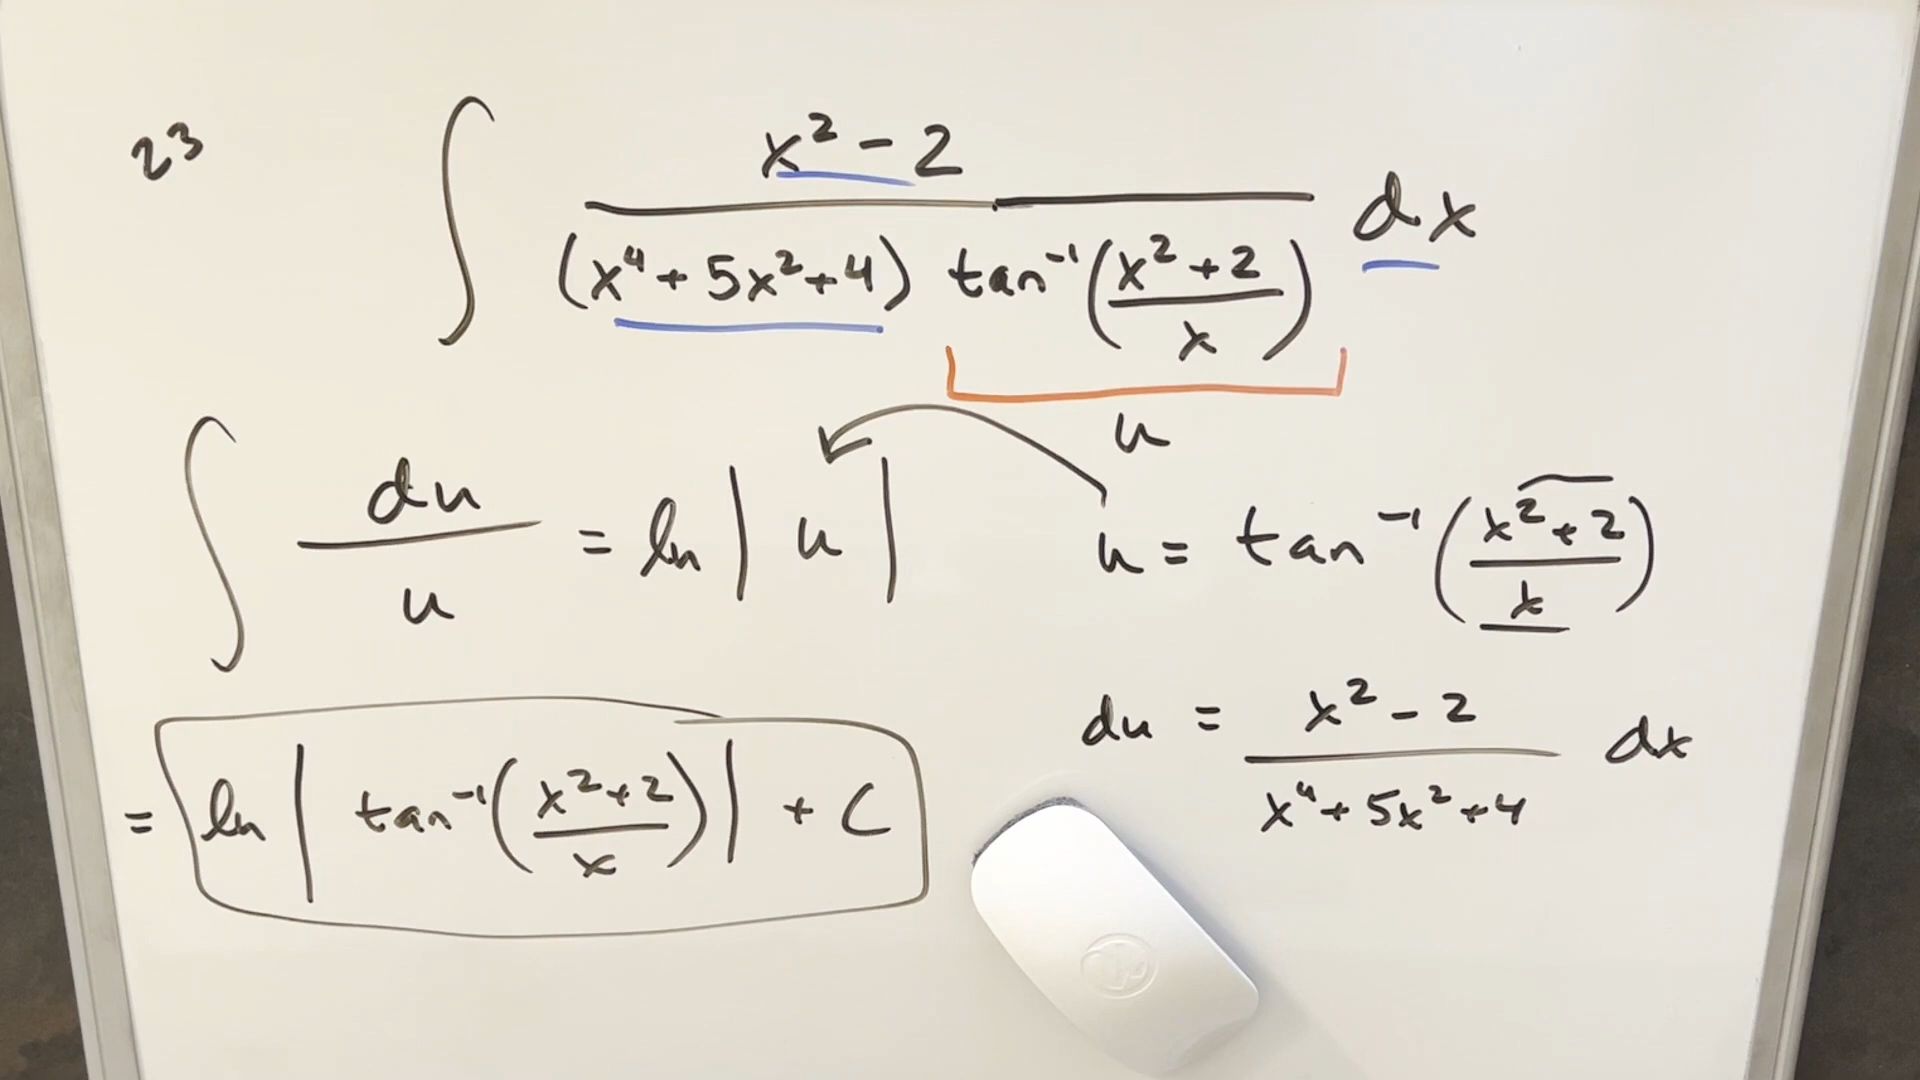 23 ∫ x² - 2 / (x⁴ + 5x² + 4) tan⁻¹(x² + 2 / x) dx
u
∫ du / u = ln | u |
u = tan⁻¹(x² + 2 / x)
du = x² - 2 / x⁴ + 5x² + 4 dx
= ln | tan⁻¹(x² + 2 / x) | + C